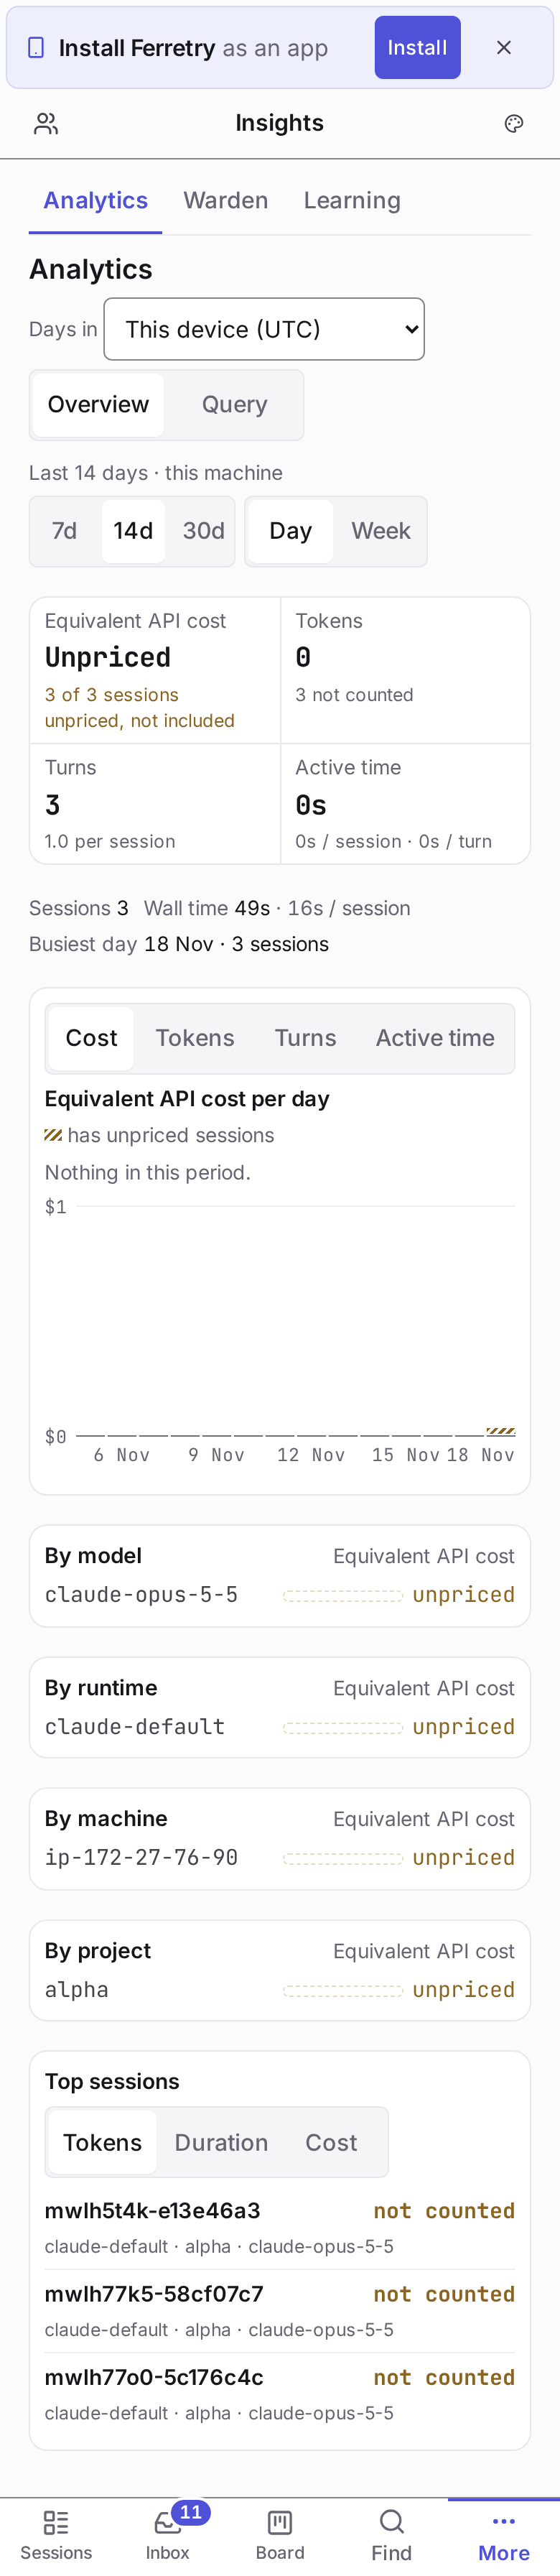 Install Ferretry as an app
Install
Insights
Analytics Warden Learning
Analytics
Days in This device (UTC)
Overview Query
Last 14 days · this machine
7d 14d 30d Day Week
Equivalent API cost
Unpriced
3 of 3 sessions
unpriced, not included
Tokens
0
3 not counted
Turns
3
1.0 per session
Active time
0s
0s / session · 0s / turn
Sessions 3 Wall time 49s · 16s / session
Busiest day 18 Nov · 3 sessions
Cost Tokens Turns Active time
Equivalent API cost per day
has unpriced sessions
Nothing in this period.
$1
$0
6 Nov 9 Nov 12 Nov 15 Nov 18 Nov
By model Equivalent API cost
claude-opus-5-5 unpriced
By runtime Equivalent API cost
claude-default unpriced
By machine Equivalent API cost
ip-172-27-76-90 unpriced
By project Equivalent API cost
alpha unpriced
Top sessions
Tokens Duration Cost
mwlh5t4k-e13e46a3 not counted
claude-default · alpha · claude-opus-5-5
mwlh77k5-58cf07c7 not counted
claude-default · alpha · claude-opus-5-5
mwlh77o0-5c176c4c not counted
claude-default · alpha · claude-opus-5-5
11
Sessions Inbox Board Find More